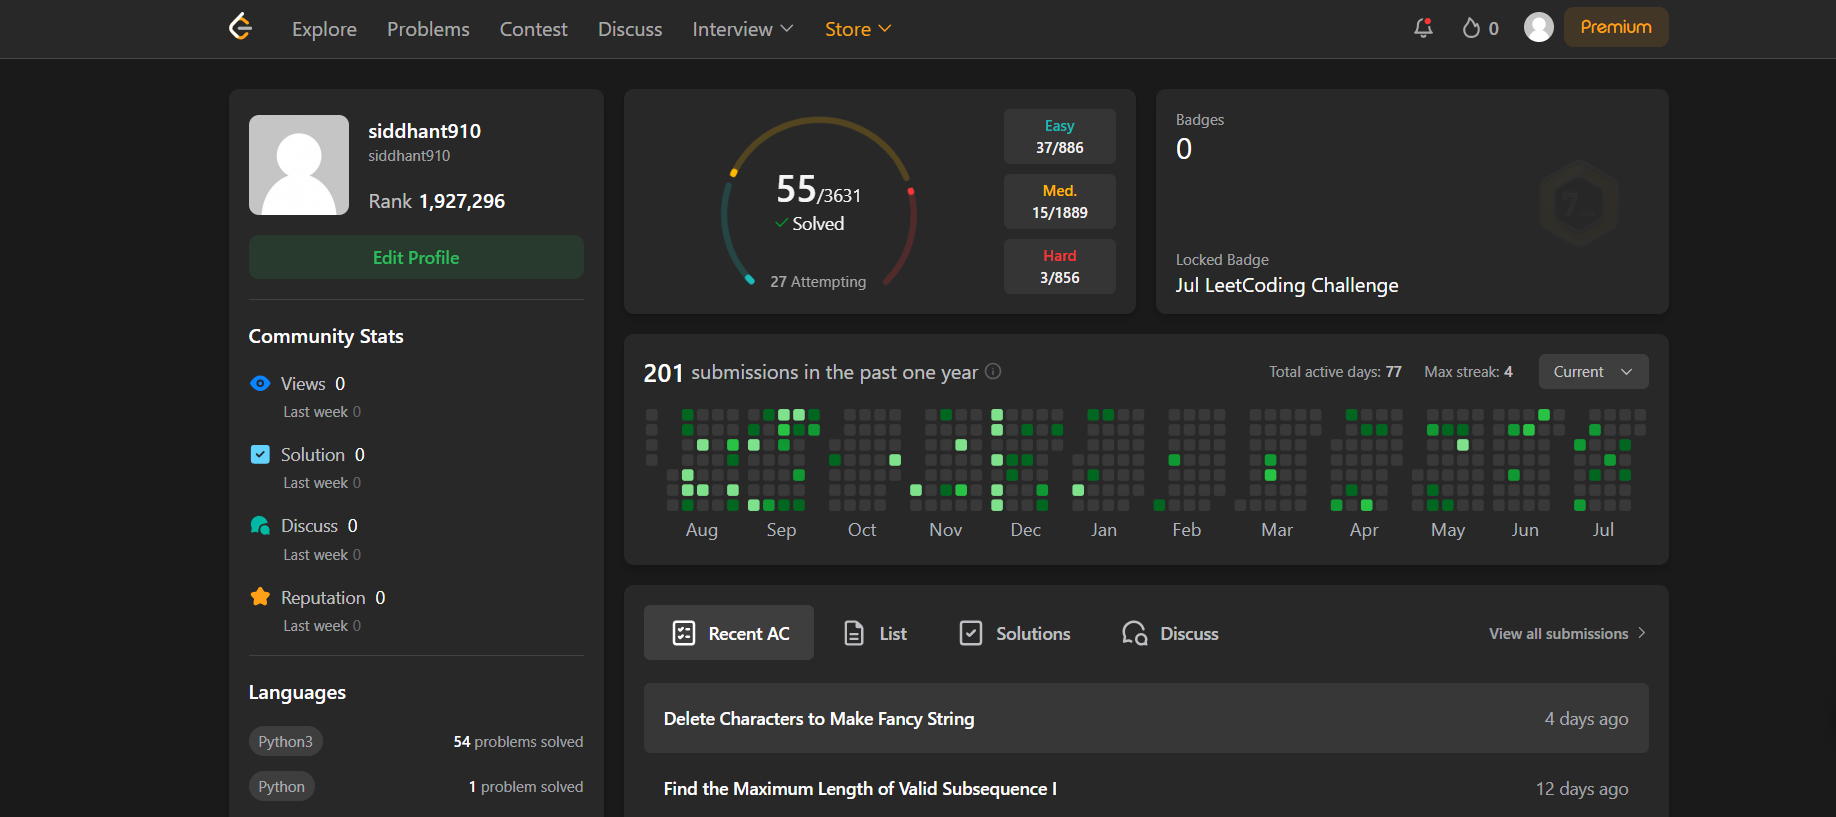 Explore Problems Contest Discuss Interview Store 0 Premium
siddhant910
siddhant910
Rank 1,927,296
Edit Profile
Community Stats
Views 0
Last week 0
Solution 0
Last week 0
Discuss 0
Last week 0
Reputation 0
Last week 0
Languages
Python3 54 problems solved
Python 1 problem solved
55/3631
Solved
27 Attempting
Easy
37/886
Med.
15/1889
Hard
3/856
Badges
0
Locked Badge
Jul LeetCoding Challenge
201 submissions in the past one year Total active days: 77 Max streak: 4 Current
Aug Sep Oct Nov Dec Jan Feb Mar Apr May Jun Jul
Recent AC List Solutions Discuss View all submissions
Delete Characters to Make Fancy String 4 days ago
Find the Maximum Length of Valid Subsequence I 12 days ago